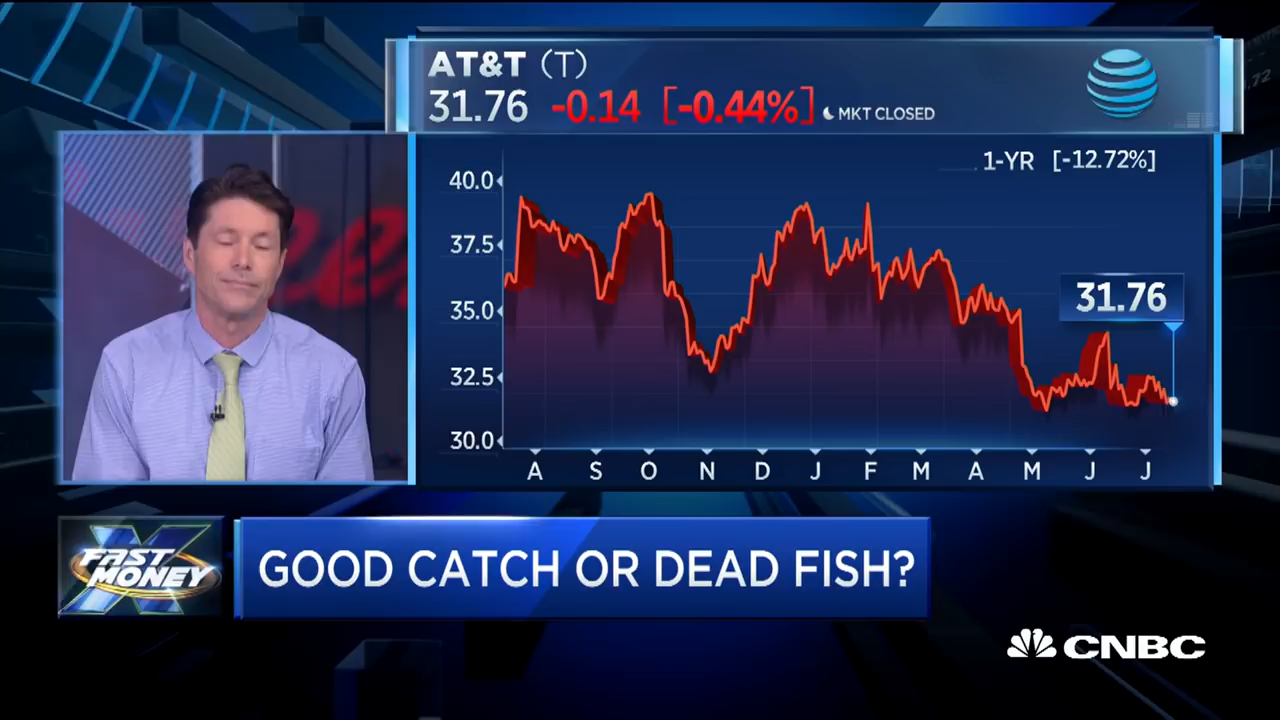 AT&T (T)
31.76 -0.14 [-0.44%] MKT CLOSED
1-YR [-12.72%]
40.0
37.5
35.0
32.5
30.0
31.76
A S O N D J F M A M J J
FAST
MONEY
GOOD CATCH OR DEAD FISH?
CNBC